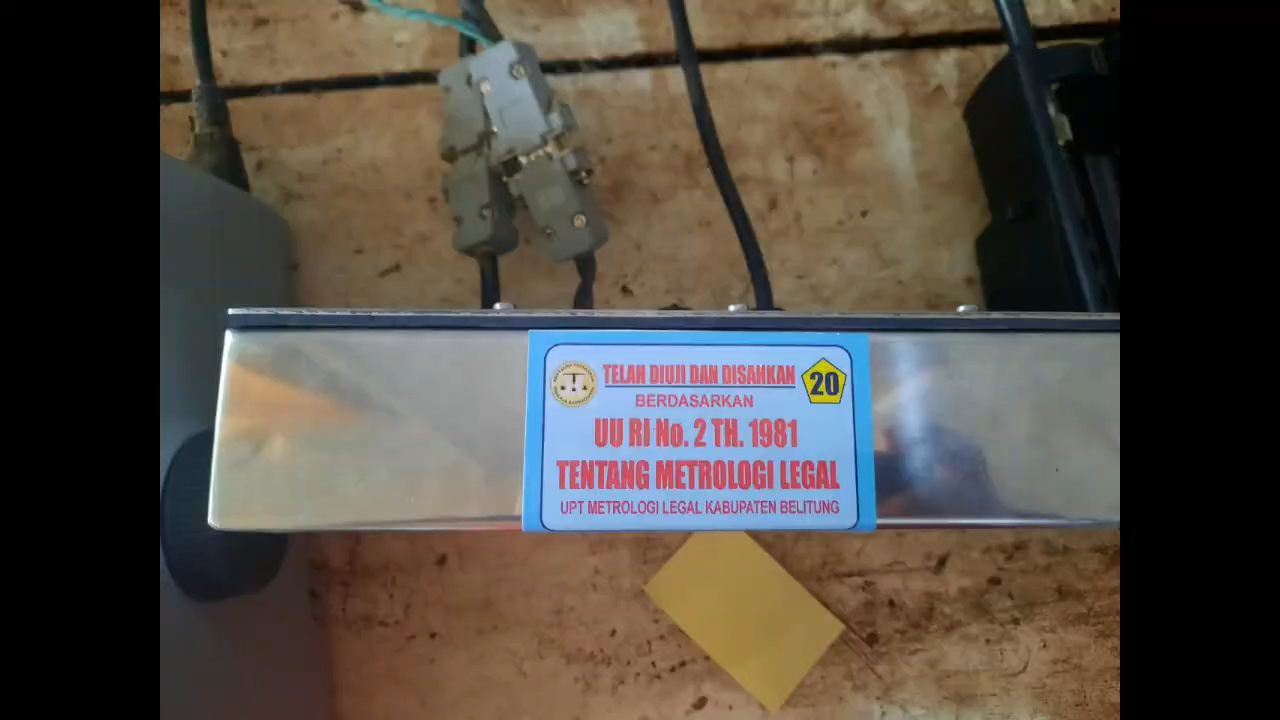 TELAH DIUJI DAN DISAHKAN
20
BERDASARKAN
UU RI No. 2 TH. 1981
TENTANG METROLOGI LEGAL
UPT METROLOGI LEGAL KABUPATEN BELITUNG